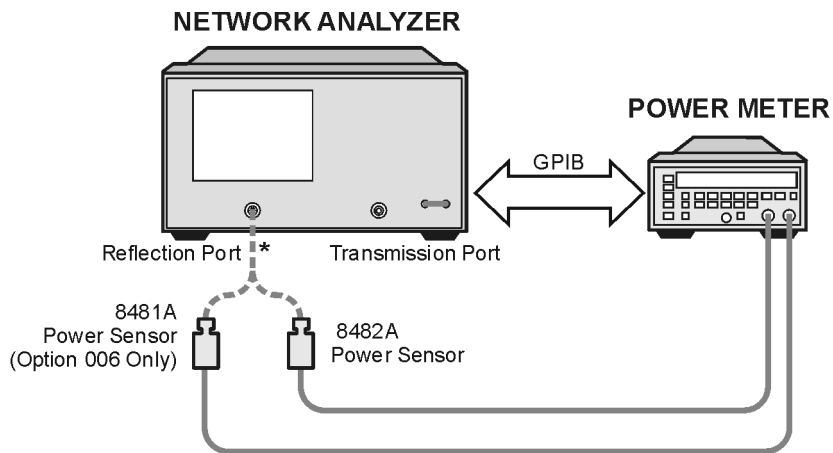 NETWORK ANALYZER
POWER METER
GPIB
Reflection Port *
Transmission Port
8481A
Power Sensor
(Option 006 Only)
8482A
Power Sensor